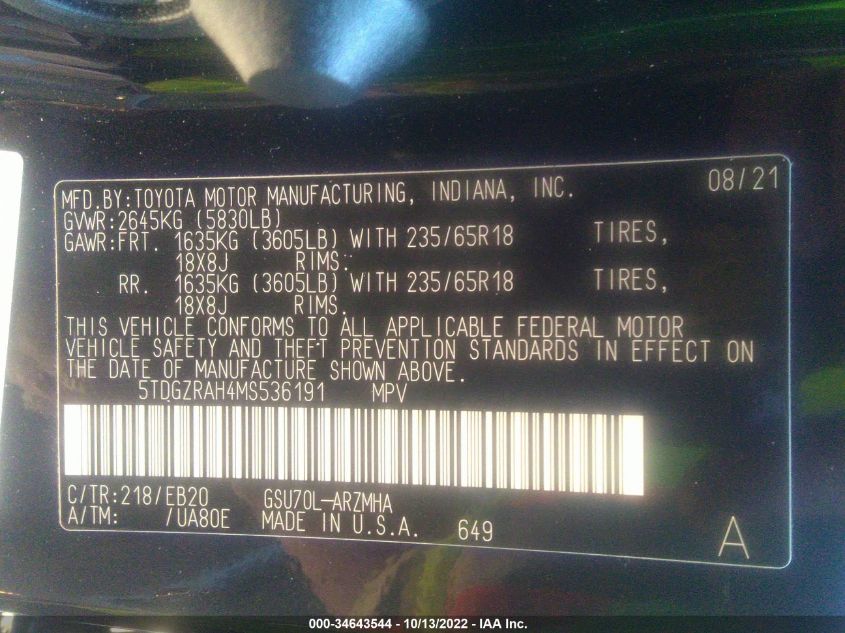 MFD.BY:TOYOTA MOTOR MANUFACTURING, INDIANA, INC. 08/21
GVWR:2645KG (5830LB)
GAWR:FRT. 1635KG (3605LB) WITH 235/65R18 TIRES,
18X8J RIMS.
RR. 1635KG (3605LB) WITH 235/65R18 TIRES,
18X8J RIMS.
THIS VEHICLE CONFORMS TO ALL APPLICABLE FEDERAL MOTOR
VEHICLE SAFETY AND THEFT PREVENTION STANDARDS IN EFFECT ON
THE DATE OF MANUFACTURE SHOWN ABOVE.
5TDGZRAH4MS536191 MPV
C/TR:218/EB20 GSU70L-ARZMHA
A/TM: /UA80E MADE IN U.S.A. 649
A
000-34643544 - 10/13/2022 - IAA Inc.